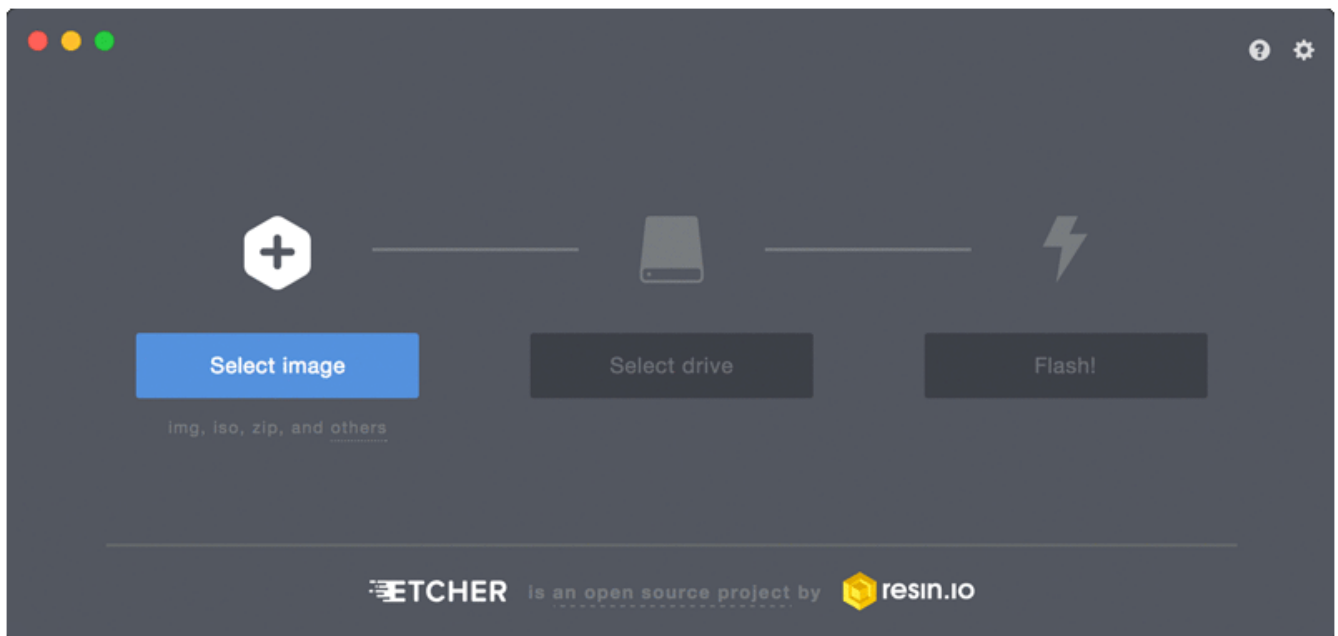 Select image
Select drive
Flash!
img, iso, zip, and others
ETCHER is an open source project by resin.io